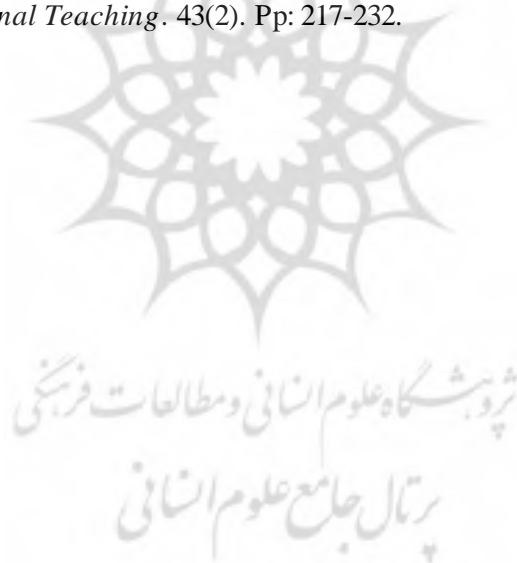 nal Teaching. 43(2). Pp: 217-232.
پژوهشگاه علوم انسانی و مطالعات فرهنگی
پرتال جامع علوم انسانی